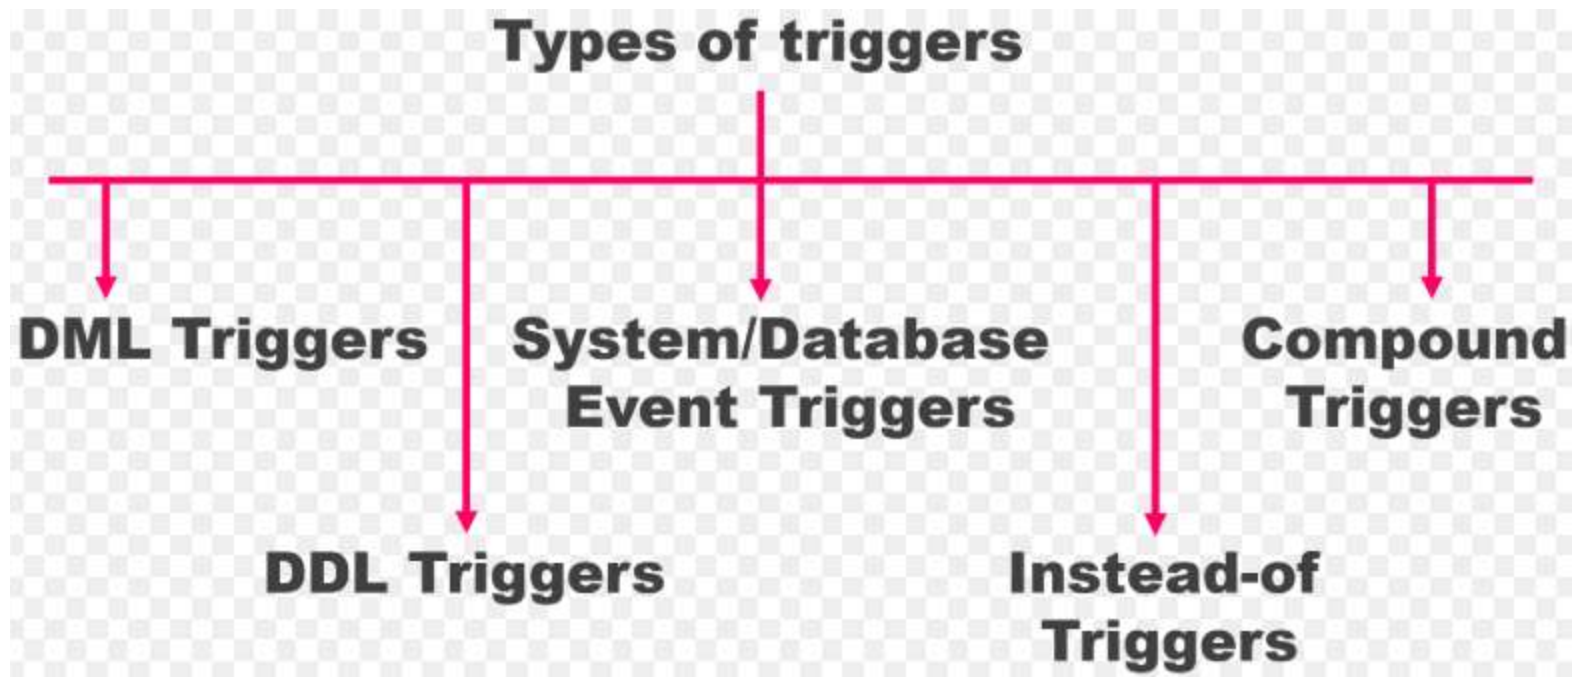 Types of triggers
DML Triggers
System/Database
Event Triggers
Compound
Triggers
DDL Triggers
Instead-of
Triggers